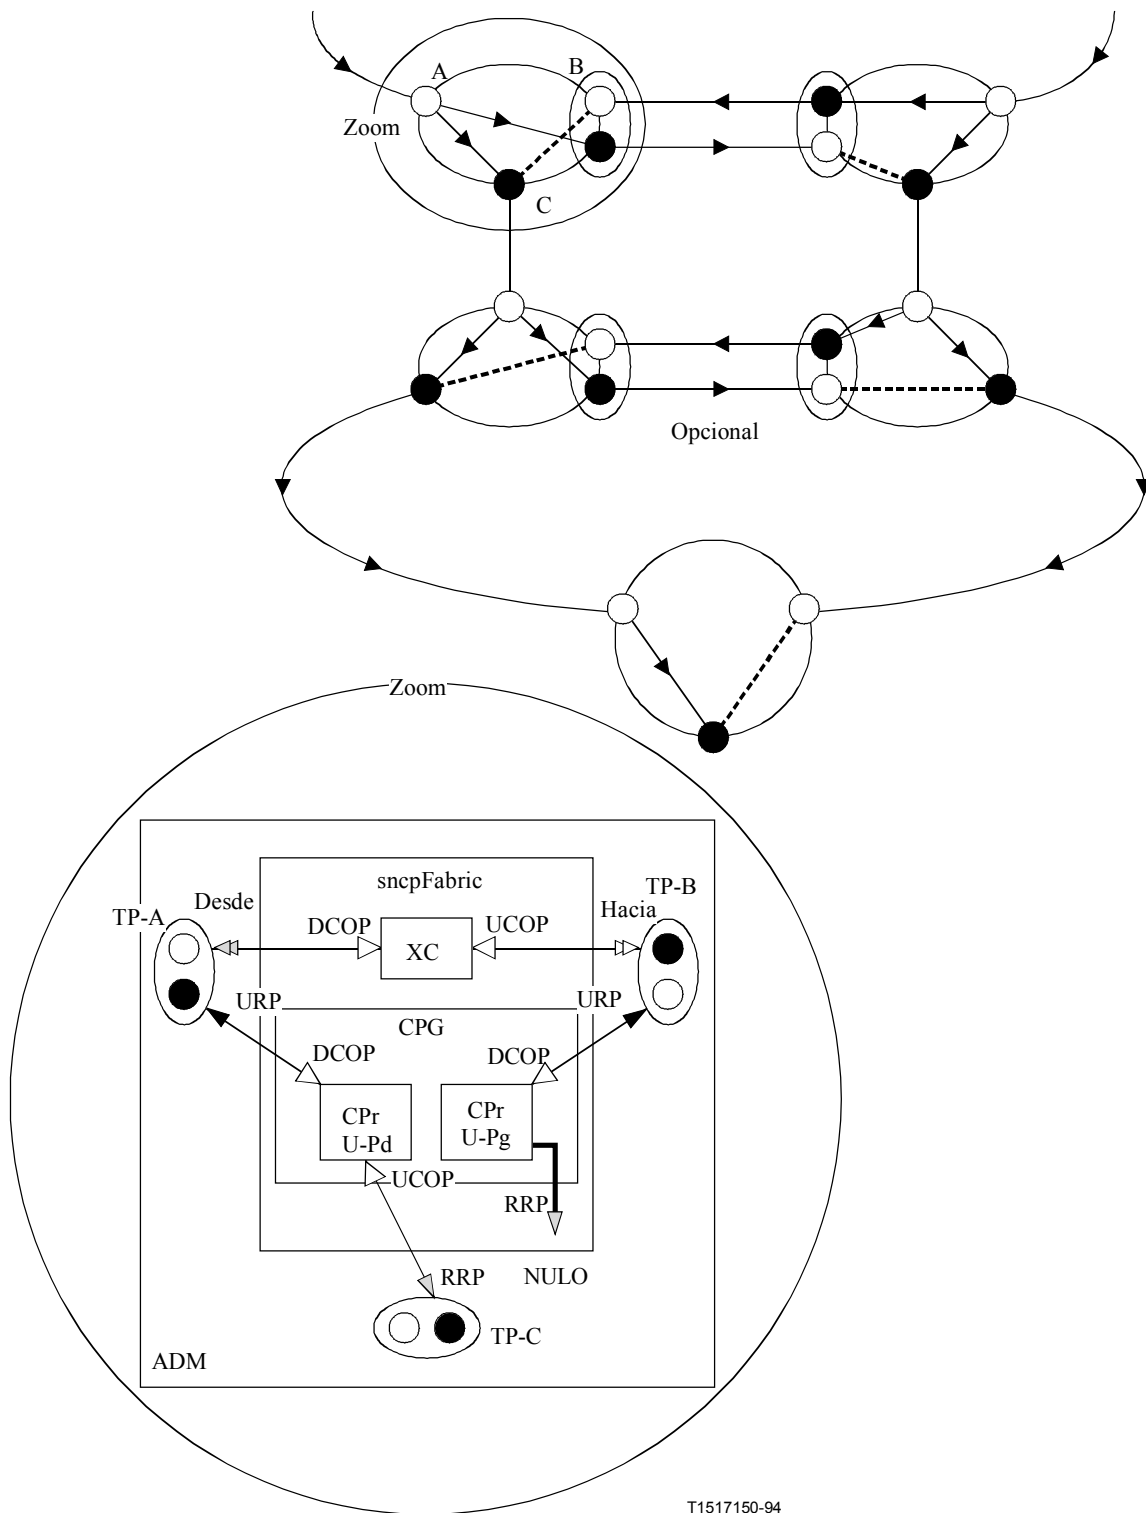 A
B
Zoom
C
Opcional
Zoom
sncpFabric
TP-B
Desde
Hacia
TP-A
DCOP
UCOP
XC
URP
URP
CPG
DCOP
DCOP
CPr
U-Pd
CPr
U-Pg
UCOP
RRP
RRP
NULO
TP-C
ADM
T1517150-94